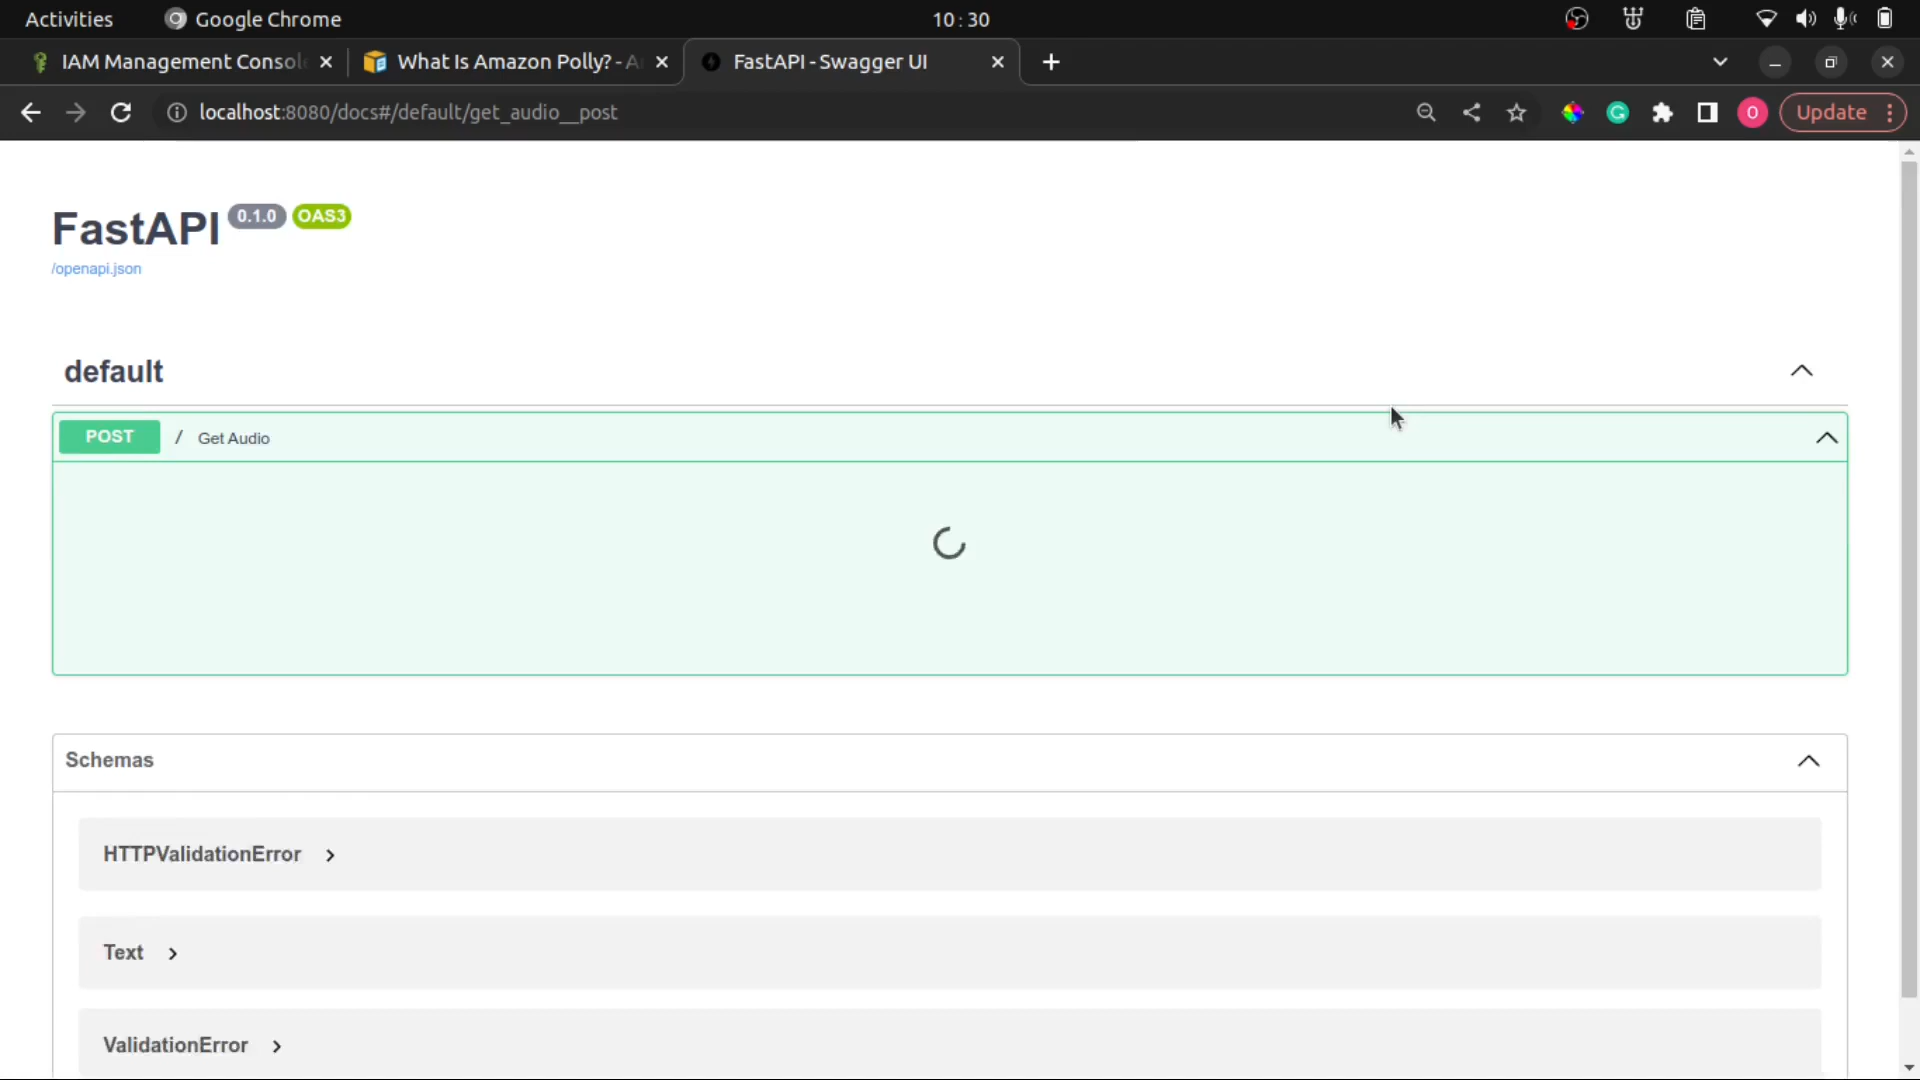 Activities
Google Chrome
10:30
IAM Management Consol
What Is Amazon Polly? - A
FastAPI - Swagger UI
localhost:8080/docs#/default/get_audio__post
Update
FastAPI 0.1.0 OAS3
/openapi.json
default
POST / Get Audio
Schemas
HTTPValidationError
Text
ValidationError